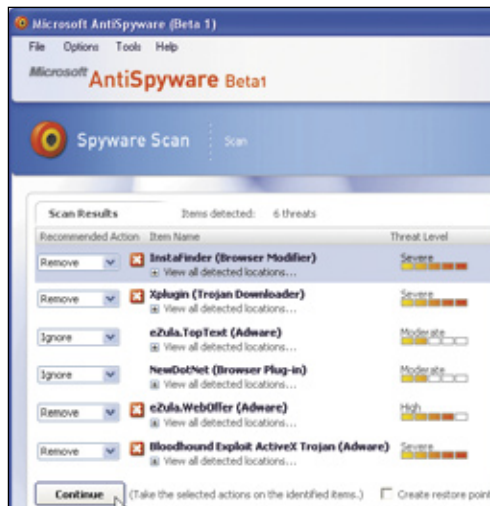 Microsoft AntiSpyware (Beta 1)
File Options Tools Help
Microsoft AntiSpyware Beta1
Spyware Scan Scan
Scan Results Items detected: 6 threats
Recommended Action Item Name Threat Level
Remove InstaFinder (Browser Modifier) Severe
View all detected locations...
Remove Xplugin (Trojan Downloader) Severe
View all detected locations...
Ignore eZula.TopText (Adware) Moderate
View all detected locations...
Ignore NewDotNet (Browser Plug-in) Moderate
View all detected locations...
Remove eZula.WebOffer (Adware) High
View all detected locations...
Remove Bloodhound Exploit ActiveX Trojan (Adware) Severe
View all detected locations...
Continue (Take the selected actions on the identified items.) Create restore point